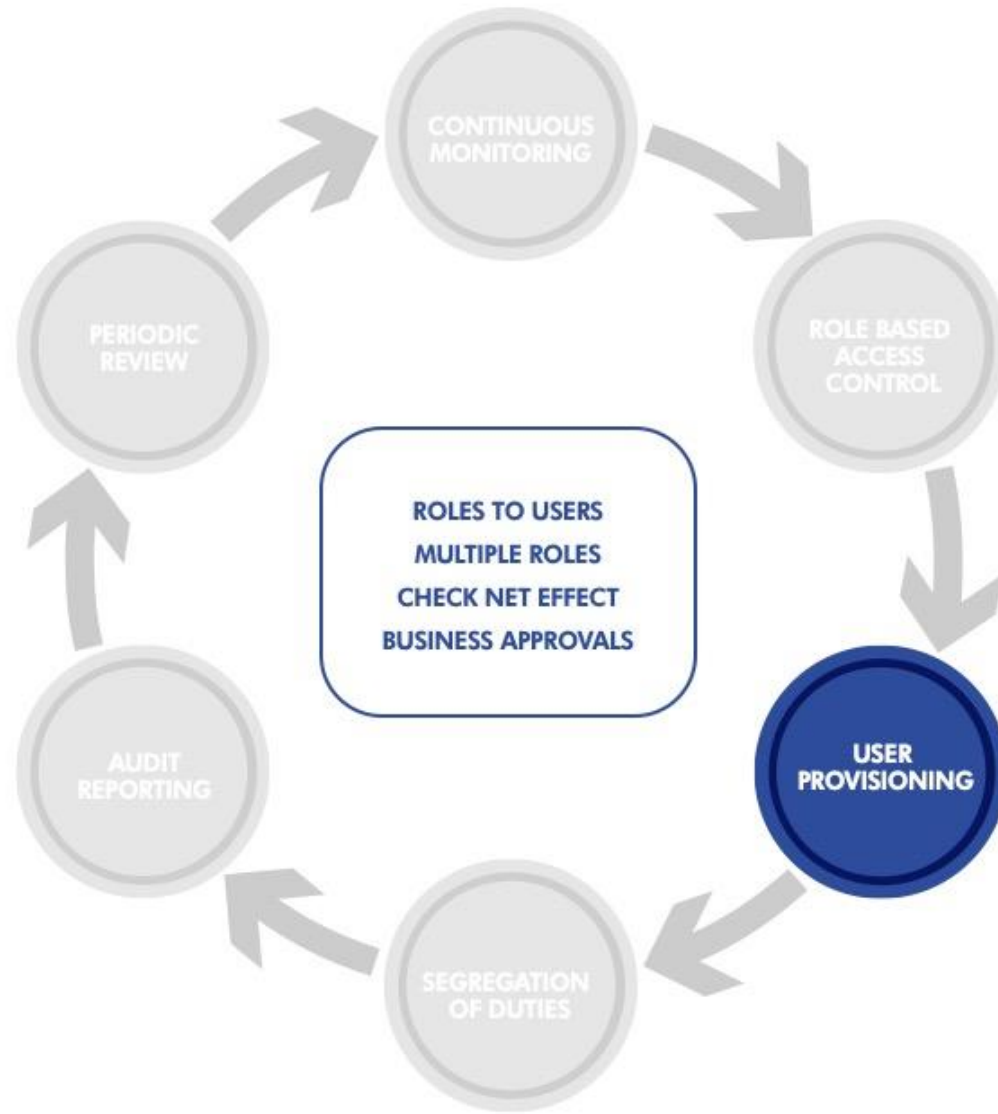 CONTINUOUS
MONITORING
ROLE BASED
ACCESS
CONTROL
USER
PROVISIONING
SEGREGATION
OF DUTIES
AUDIT
REPORTING
PERIODIC
REVIEW
ROLES TO USERS
MULTIPLE ROLES
CHECK NET EFFECT
BUSINESS APPROVALS